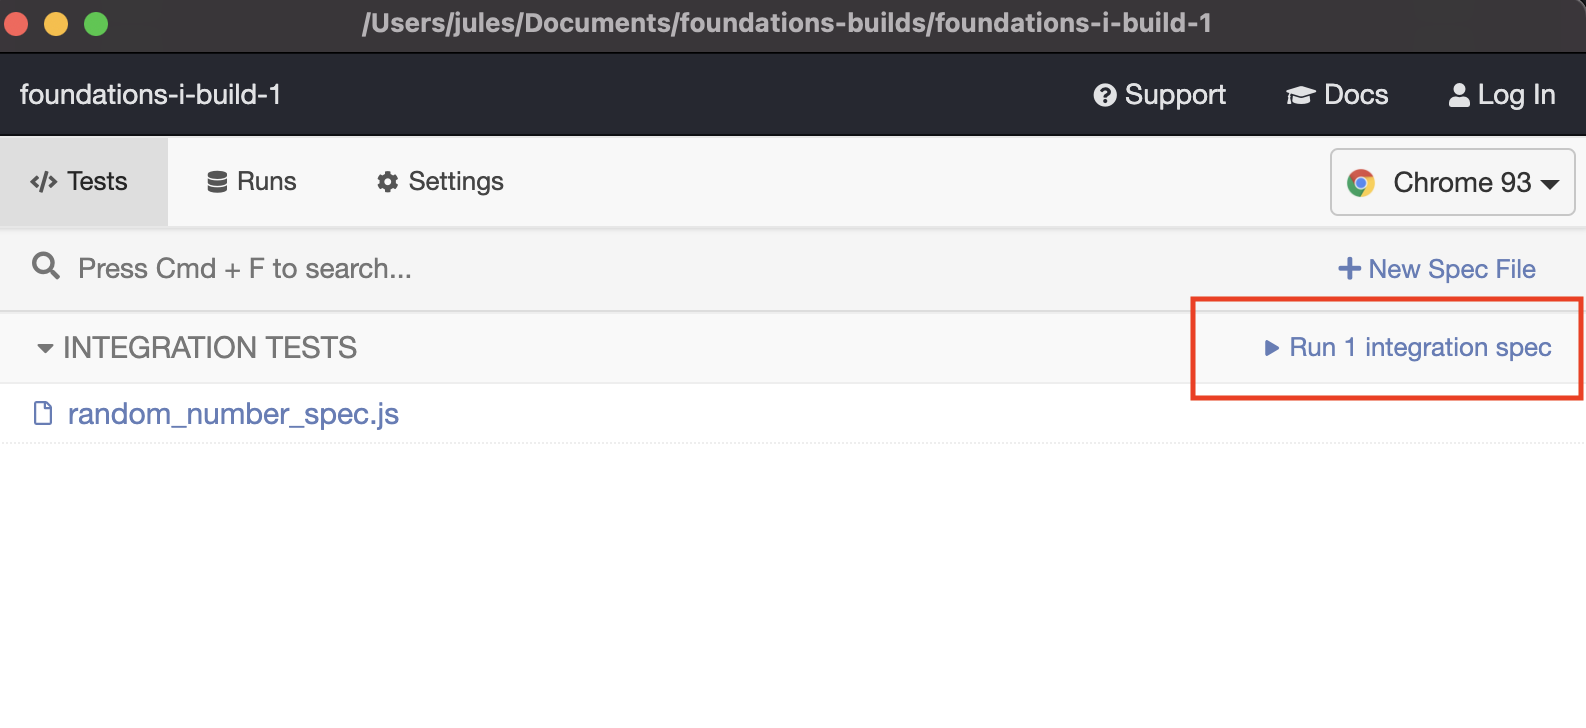 /Users/jules/Documents/foundations-builds/foundations-i-build-1
foundations-i-build-1 Support Docs Log In
Tests Runs Settings Chrome 93
Press Cmd + F to search... New Spec File
INTEGRATION TESTS Run 1 integration spec
random_number_spec.js